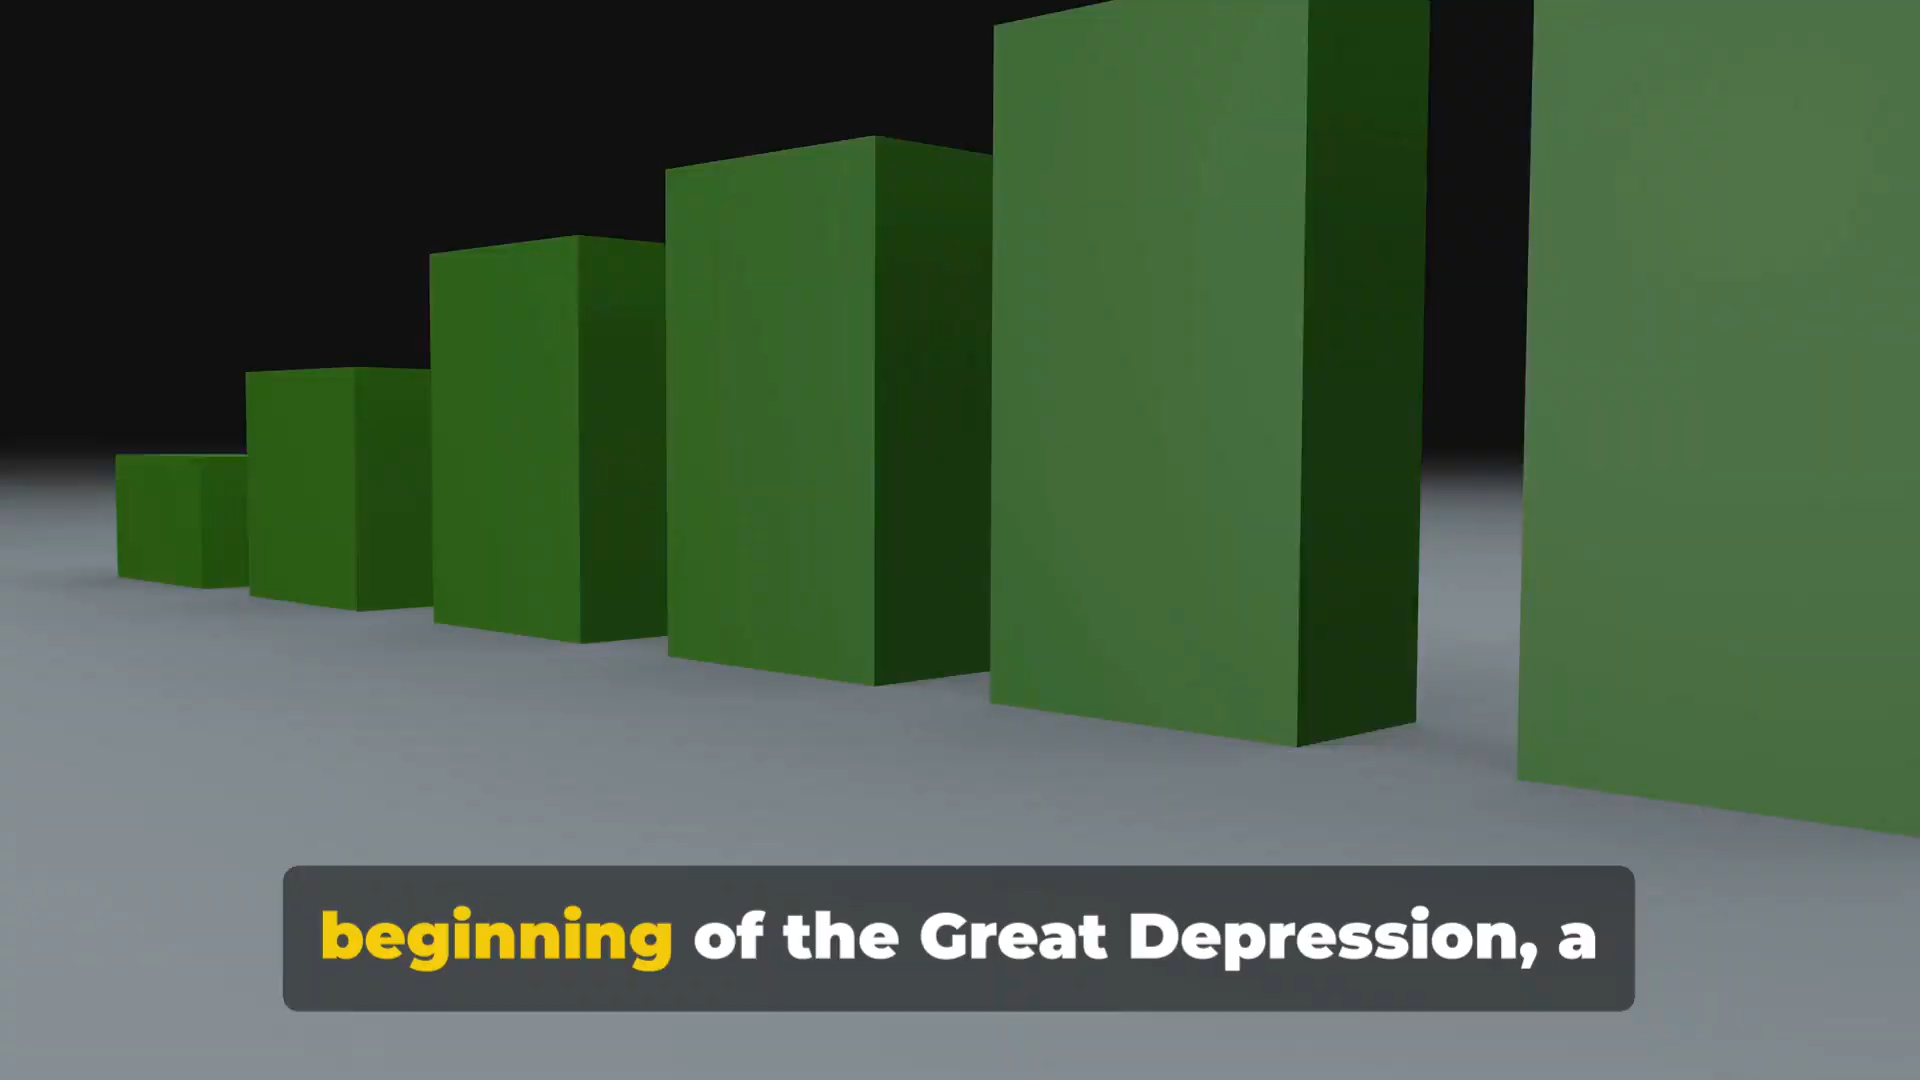 beginning of the Great Depression, a